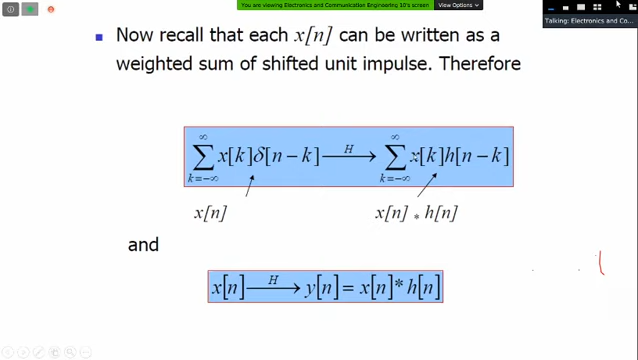 You are viewing Electronics and Communication Engineering 10's screen View Options
Talking: Electronics and Co...
Now recall that each x[n] can be written as a
weighted sum of shifted unit impulse. Therefore
∞ ∑ k=-∞ x[k]δ[n-k] —H→ ∞ ∑ k=-∞ x[k]h[n-k]
x[n] x[n] * h[n]
and
x[n] —H→ y[n] = x[n]* h[n]